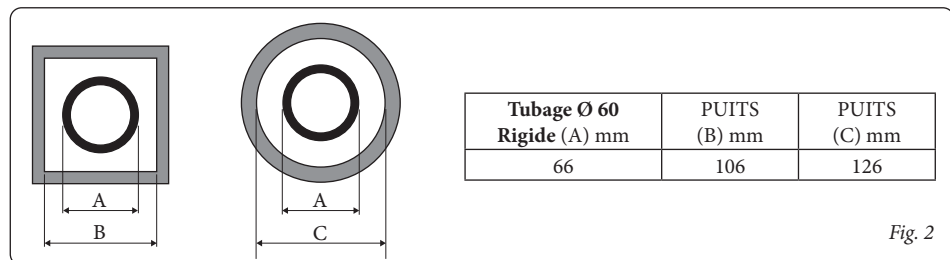 A
B
A
C
Tubage Ø 60 PUITS PUITS
Rigide (A) mm (B) mm (C) mm
66 106 126
Fig. 2